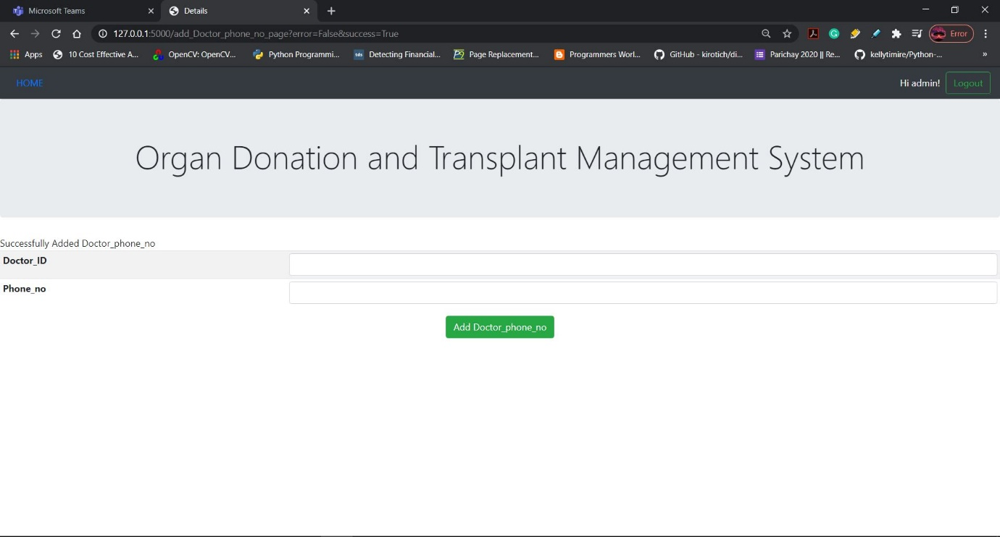 Microsoft Teams
Details
127.0.0.1:5000/add_Doctor_phone_no_page?error=False&success=True
Error
Apps
10 Cost Effective A...
OpenCV: OpenCV...
Python Programmi...
Detecting Financial...
Page Replacement...
Programmers Worl...
GitHub - kirotich/di...
Parichay 2020 || Re...
kellytimire/Python-...
»
HOME
Hi admin!
Logout
Organ Donation and Transplant Management System
Successfully Added Doctor_phone_no
Doctor_ID
Phone_no
Add Doctor_phone_no